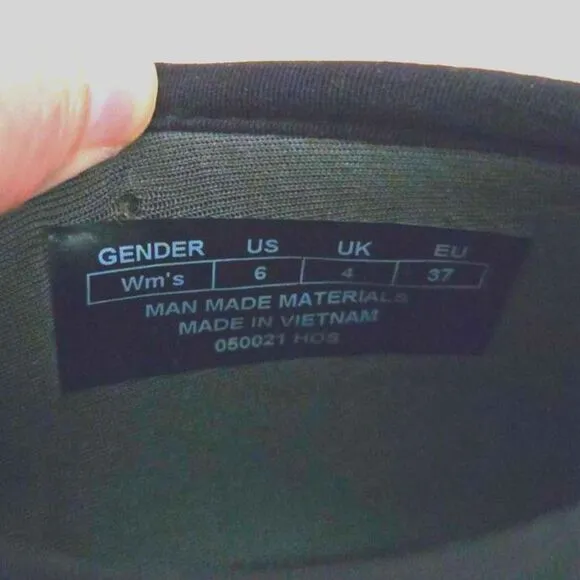 GENDER US UK EU
Wm's 6 4 37
MAN MADE MATERIALS
MADE IN VIETNAM
050021 HOS